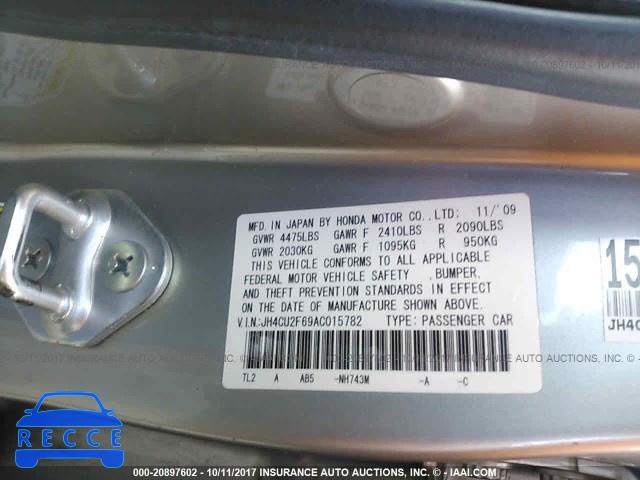 MFD. IN JAPAN BY HONDA MOTOR CO.,LTD: 11/'09
GVWR 4475LBS GAWR F 2410LBS R 2090LBS
GVWR 2030KG GAWR F 1095KG R 950KG
THIS VEHICLE CONFORMS TO ALL APPLICABLE
FEDERAL MOTOR VEHICLE SAFETY ,BUMPER,
AND THEFT PREVENTION STANDARDS IN EFFECT
ON THE DATE OF MANUFACTURE SHOWN ABOVE.
V.I.N:JH4CU2F69AC015782 TYPE: PASSENGER CAR
TL2 A AB5 -NH743M -A -C
15
JH4C
RECCE
000-20897602 - 10/11/2017 INSURANCE AUTO AUCTIONS, INC. - © IAAI.COM